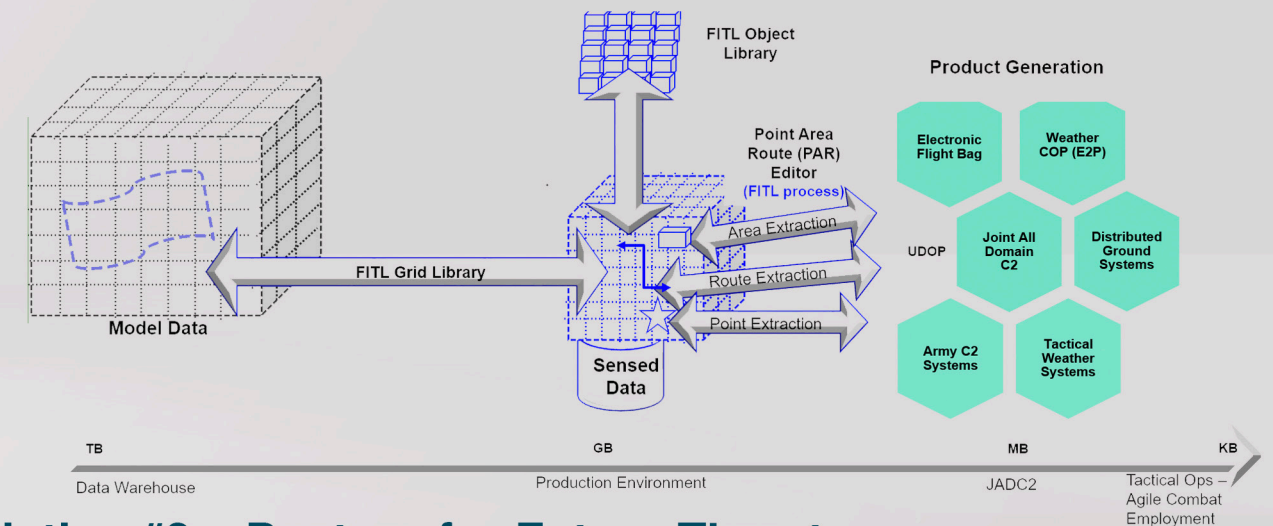 FITL Object
Library
Product Generation
Point Area
Route (PAR)
Editor
(FITL process)
Electronic
Flight Bag
Weather
COP (E2P)
Area Extraction
UDOP
Joint All
Domain
C2
Distributed
Ground
Systems
FITL Grid Library
Route Extraction
Model Data
Point Extraction
Sensed
Data
Army C2
Systems
Tactical
Weather
Systems
TB
GB
MB
KB
Data Warehouse
Production Environment
JADC2
Tactical Ops –
Agile Combat
Employment